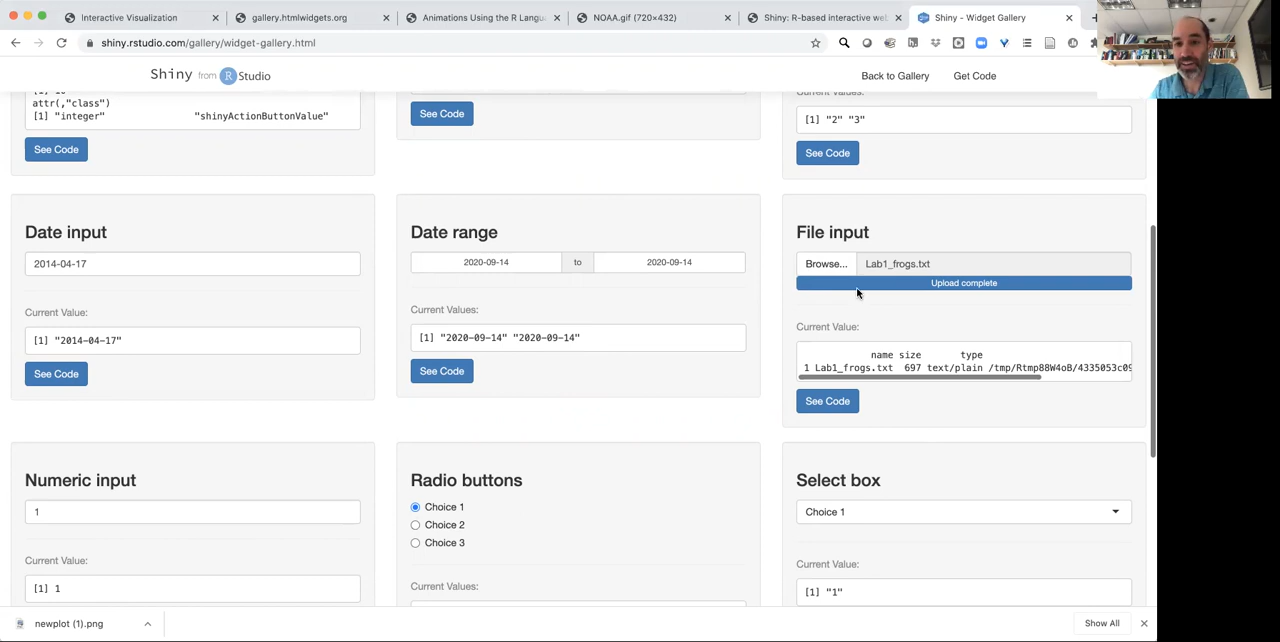 Interactive Visualization
gallery.htmlwidgets.org
Animations Using the R Langu
NOAA.gif (720×432)
Shiny: R-based interactive we
Shiny - Widget Gallery
shiny.rstudio.com/gallery/widget-gallery.html
Shiny from R Studio
Back to Gallery
Get Code
attr(,"class")
[1] "integer" "shinyActionButtonValue"
See Code
See Code
Current Values:
[1] "2" "3"
See Code
Date input
2014-04-17
Current Value:
[1] "2014-04-17"
See Code
Date range
2020-09-14 to 2020-09-14
Current Values:
[1] "2020-09-14" "2020-09-14"
See Code
File input
Browse... Lab1_frogs.txt
Upload complete
Current Value:
name size type
1 Lab1_frogs.txt 697 text/plain /tmp/Rtmp88W4oB/4335053c09
See Code
Numeric input
1
Current Value:
[1] 1
Radio buttons
Choice 1
Choice 2
Choice 3
Current Values:
Select box
Choice 1
Current Value:
[1] "1"
newplot (1).png
Show All